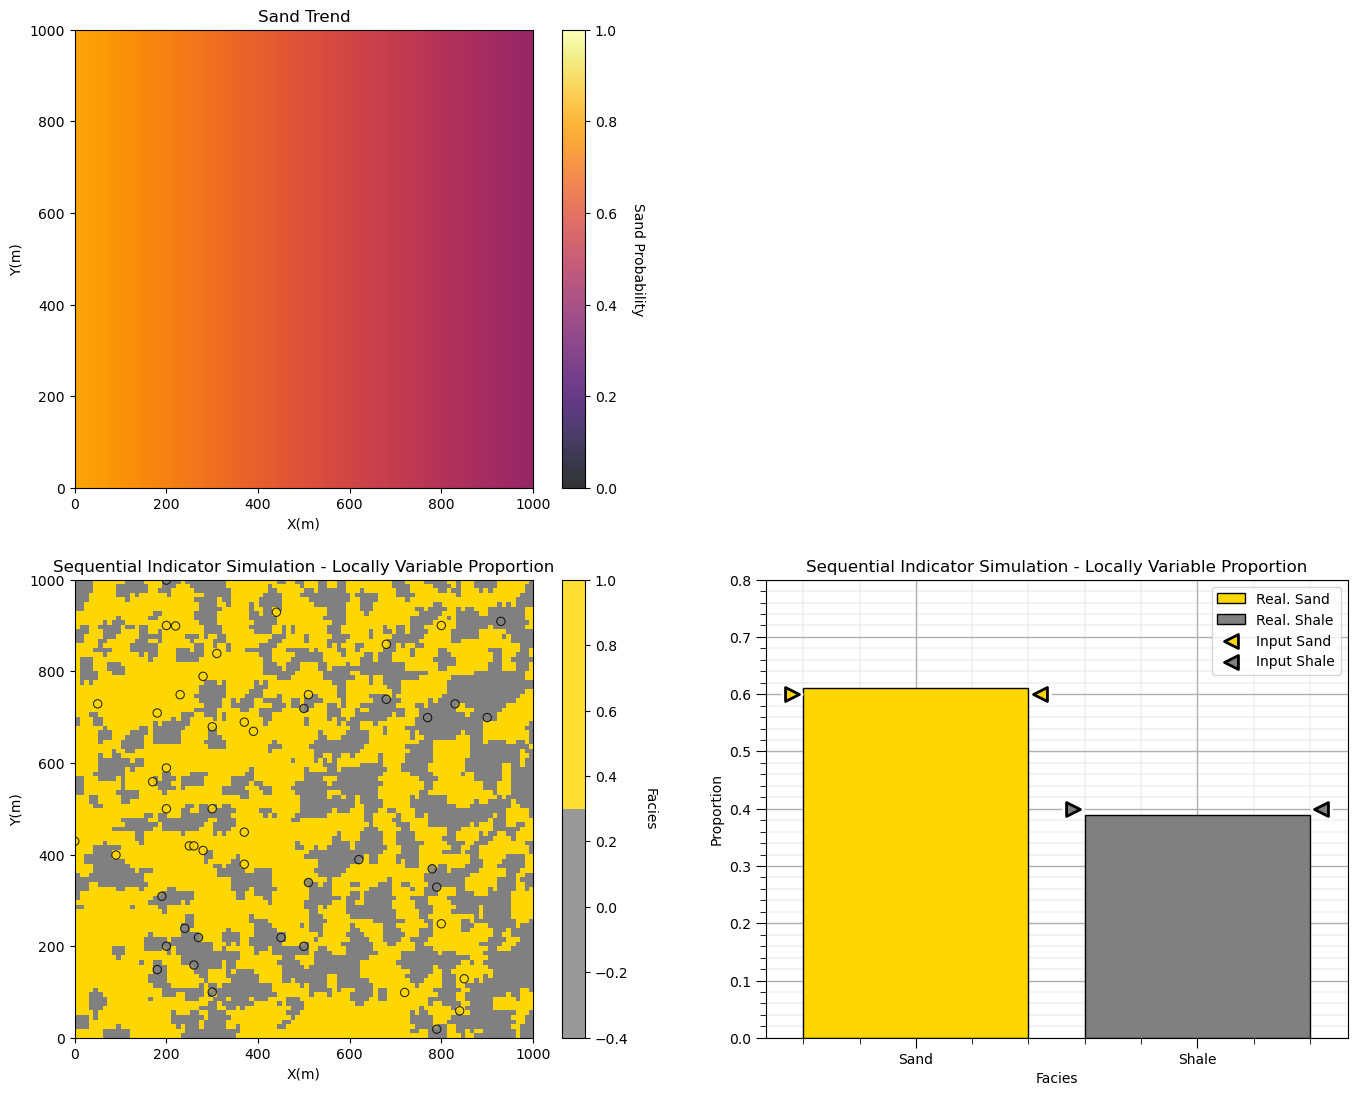 Sand Trend
1000
800
600
400
200
0
Y(m)
0 200 400 600 800 1000
X(m)
1.0
0.8
0.6
0.4
0.2
0.0
Sand Probability
Sequential Indicator Simulation - Locally Variable Proportion
1000
800
600
400
200
0
Y(m)
0 200 400 600 800 1000
X(m)
1.0
0.8
0.6
0.4
0.2
0.0
−0.2
−0.4
Facies
Sequential Indicator Simulation - Locally Variable Proportion
0.8
0.7
0.6
0.5
0.4
0.3
0.2
0.1
0.0
Proportion
Real. Sand
Real. Shale
Input Sand
Input Shale
Sand Shale
Facies